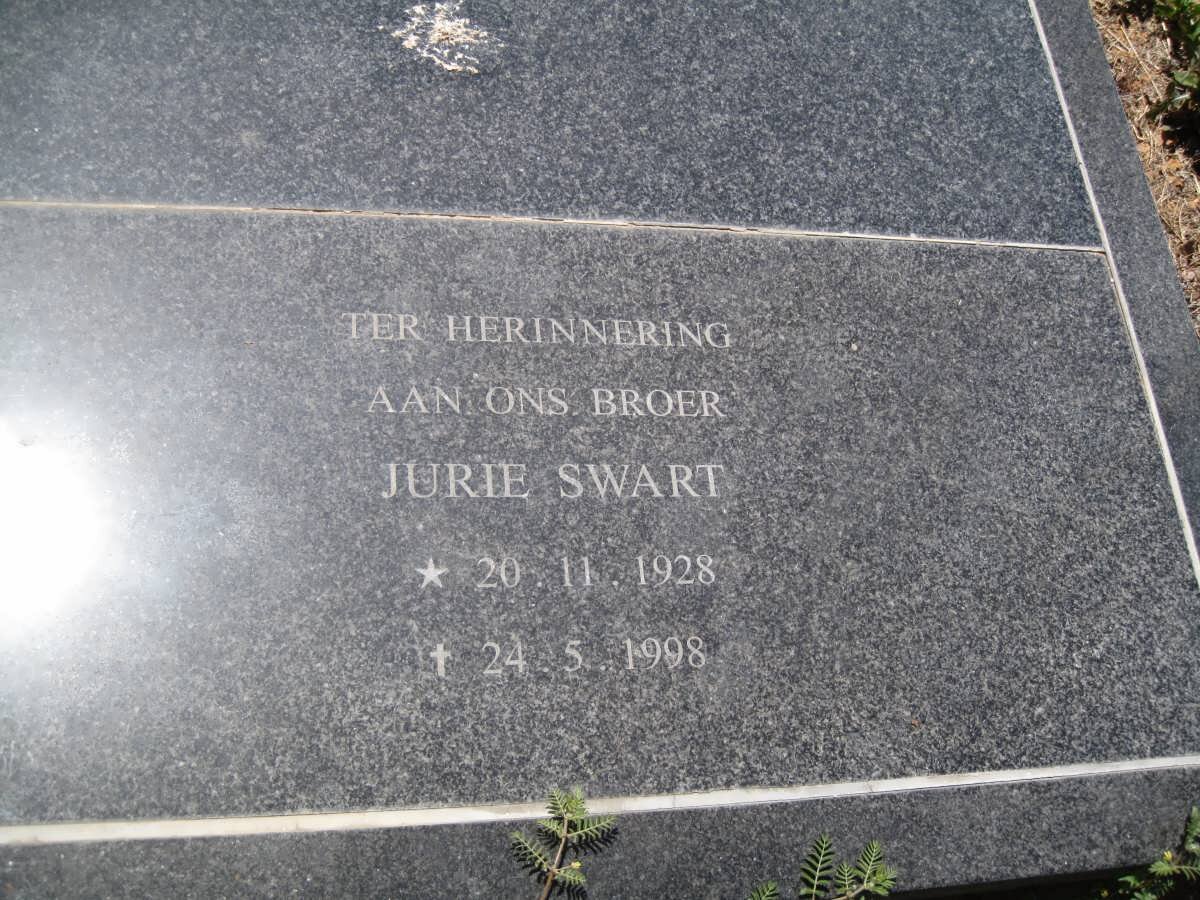 TER HERINNERING
AAN ONS BROER
JURIE SWART
★ 20 . 11 . 1928
✝ 24 . 5 . 1998